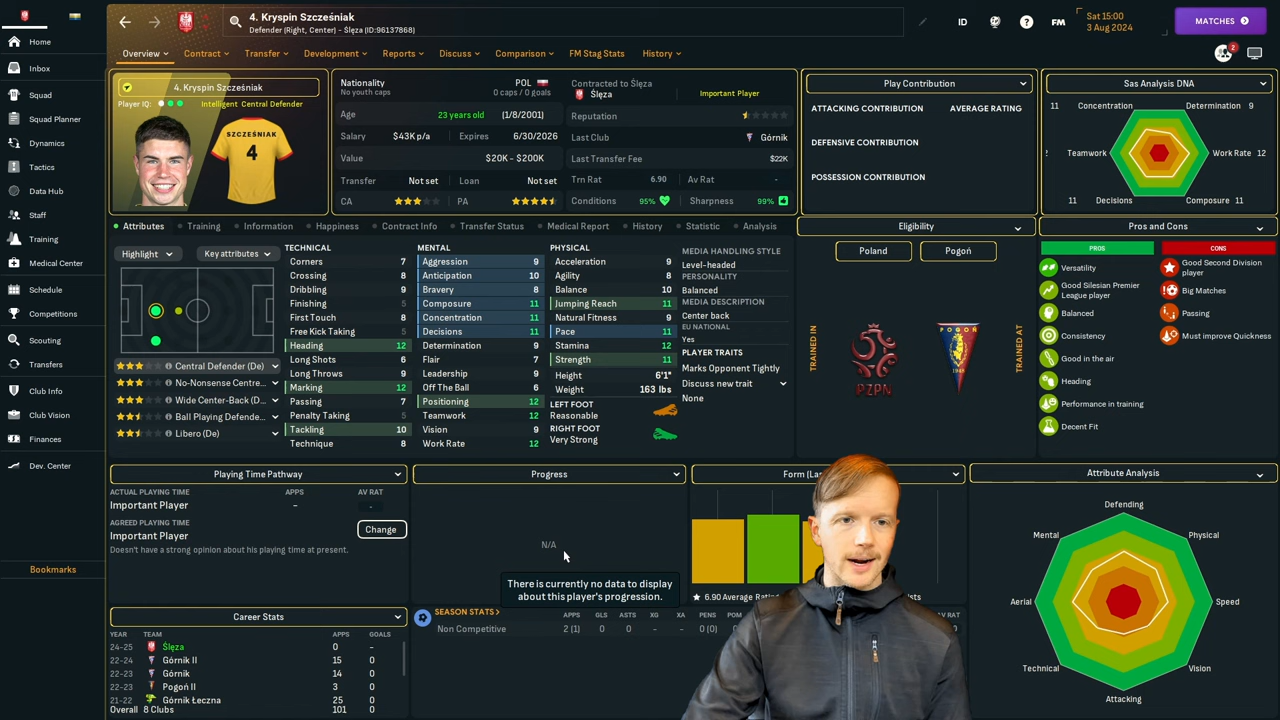 4. Kryspin Szcześniak
Defender (Right, Center) - Ślęza (ID:96137868)
ID
FM
Sat 15:00
3 Aug 2024
MATCHES
Home
Inbox
Squad
Squad Planner
Dynamics
Tactics
Data Hub
Staff
Training
Medical Center
Schedule
Competitions
Scouting
Transfers
Club Info
Club Vision
Finances
Dev. Center
Bookmarks
Overview
Contract
Transfer
Development
Reports
Discuss
Comparison
FM Stag Stats
History
2
4. Kryspin Szcześniak
Player IQ:
Intelligent Central Defender
SZCZEŚNIAK
4
Nationality
No youth caps
POL
0 caps / 0 goals
Age
23 years old
(1/8/2001)
Salary
$43K p/a
Expires
6/30/2026
Value
$20K - $200K
Transfer
Not set
Loan
Not set
CA
PA
Contracted to Ślęza
Ślęza
Important Player
Reputation
Last Club
Górnik
Last Transfer Fee
$22K
Trn Rat
6.90
Av Rat
-
Conditions
95%
Sharpness
99%
Play Contribution
ATTACKING CONTRIBUTION
AVERAGE RATING
DEFENSIVE CONTRIBUTION
POSSESSION CONTRIBUTION
Sas Analysis DNA
11
Concentration
Determination
9
Teamwork
Work Rate
12
11
Decisions
Composure
11
Attributes
Training
Information
Happiness
Contract Info
Transfer Status
Medical Report
History
Statistic
Analysis
Highlight
Key attributes
Central Defender (De)
No-Nonsense Centre...
Wide Center-Back (D...
Ball Playing Defende...
Libero (De)
TECHNICAL
Corners 7
Crossing 8
Dribbling 9
Finishing 5
First Touch 8
Free Kick Taking 5
Heading 12
Long Shots 6
Long Throws 9
Marking 12
Passing 7
Penalty Taking 5
Tackling 10
Technique 8
MENTAL
Aggression 9
Anticipation 10
Bravery 8
Composure 11
Concentration 11
Decisions 11
Determination 9
Flair 7
Leadership 9
Off The Ball 6
Positioning 12
Teamwork 12
Vision 9
Work Rate 12
PHYSICAL
Acceleration 9
Agility 8
Balance 10
Jumping Reach 11
Natural Fitness 9
Pace 11
Stamina 12
Strength 11
Height 6'1"
Weight 163 lbs
LEFT FOOT
Reasonable
RIGHT FOOT
Very Strong
MEDIA HANDLING STYLE
Level-headed
PERSONALITY
Balanced
MEDIA DESCRIPTION
Center back
EU NATIONAL
Yes
PLAYER TRAITS
Marks Opponent Tightly
Discuss new trait
None
Eligibility
Poland
Pogoń
TRAINED IN
PZPN
POGOŃ
1948
TRAINED AT
Pros and Cons
PROS
CONS
Versatility
Good Silesian Premier
League player
Balanced
Consistency
Good in the air
Heading
Performance in training
Decent Fit
Good Second Division
player
Big Matches
Passing
Must improve Quickness
Playing Time Pathway
ACTUAL PLAYING TIME
APPS
AV RAT
Important Player
-
-
AGREED PLAYING TIME
Important Player
Change
Doesn't have a strong opinion about his playing time at present.
Progress
N/A
There is currently no data to display
about this player's progression.
Form (La
6.90 Average Rating
Attribute Analysis
Defending
Physical
Speed
Vision
Attacking
Technical
Aerial
Mental
Career Stats
YEAR TEAM APPS GOALS
24-25 Ślęza 0 -
22-24 Górnik II 15 0
22-23 Górnik 14 0
22-23 Pogoń II 3 0
21-22 Górnik Łeczna 25 0
Overall 8 Clubs 101 0
SEASON STATS > APPS GLS ASTS XG XA PENS POM
Non Competitive 2 (1) 0 0 - - 0 (0) 0